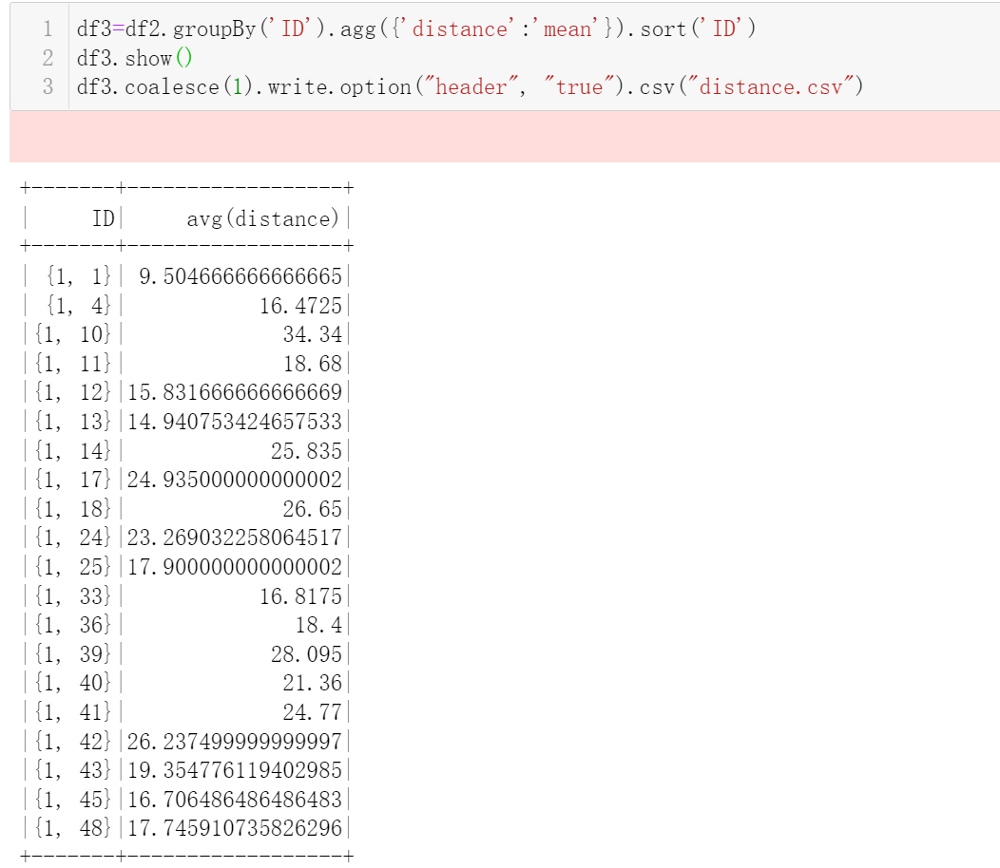 1 df3=df2.groupBy('ID').agg({'distance':'mean'}).sort('ID')
2 df3.show()
3 df3.coalesce(1).write.option("header", "true").csv("distance.csv")
+-------+------------------+
|     ID|     avg(distance)|
+-------+------------------+
| {1, 1}| 9.504666666666665|
| {1, 4}|           16.4725|
|{1, 10}|             34.34|
|{1, 11}|             18.68|
|{1, 12}|15.831666666666669|
|{1, 13}|14.940753424657533|
|{1, 14}|            25.835|
|{1, 17}|24.935000000000002|
|{1, 18}|             26.65|
|{1, 24}|23.269032258064517|
|{1, 25}|17.900000000000002|
|{1, 33}|           16.8175|
|{1, 36}|              18.4|
|{1, 39}|            28.095|
|{1, 40}|             21.36|
|{1, 41}|             24.77|
|{1, 42}|26.237499999999997|
|{1, 43}|19.354776119402985|
|{1, 45}|16.706486486486483|
|{1, 48}|17.745910735826296|
+-------+------------------+